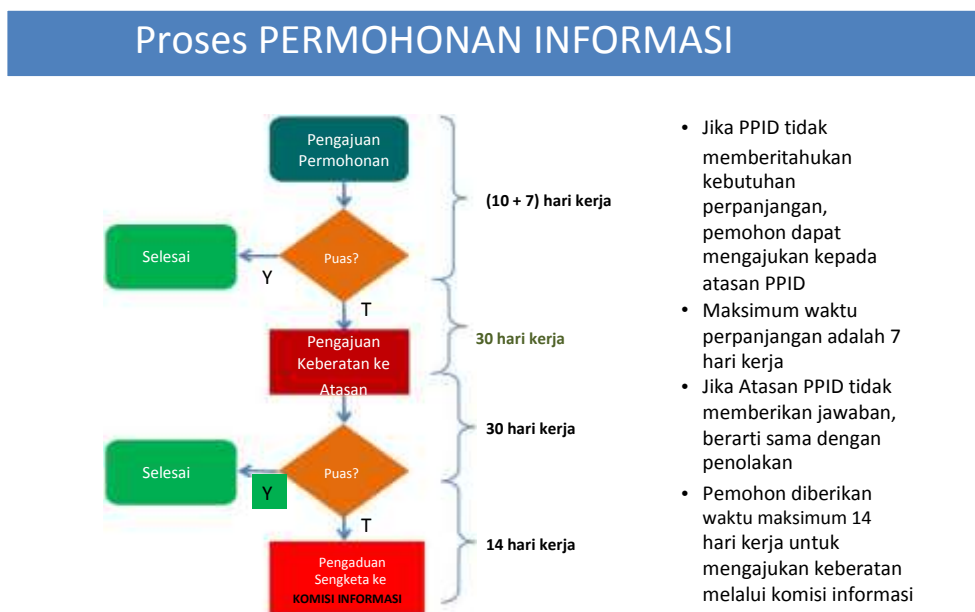 Proses PERMOHONAN INFORMASI
Pengajuan
Permohonan
(10 + 7) hari kerja
Selesai
Puas?
Y
T
30 hari kerja
Pengajuan
Keberatan ke
Atasan
30 hari kerja
Selesai
Puas?
Y
T
14 hari kerja
Pengaduan
Sengketa ke
KOMISI INFORMASI
• Jika PPID tidak
memberitahukan
kebutuhan
perpanjangan,
pemohon dapat
mengajukan kepada
atasan PPID
• Maksimum waktu
perpanjangan adalah 7
hari kerja
• Jika Atasan PPID tidak
memberikan jawaban,
berarti sama dengan
penolakan
• Pemohon diberikan
waktu maksimum 14
hari kerja untuk
mengajukan keberatan
melalui komisi informasi